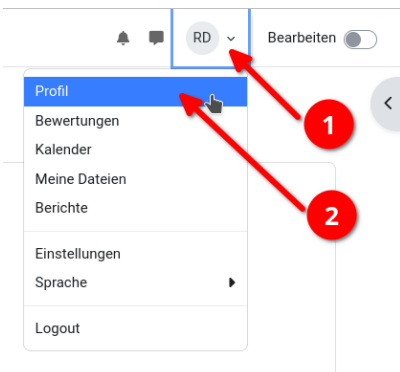 RD Bearbeiten
1
Profil
Bewertungen
Kalender
Meine Dateien
2
Berichte
Einstellungen
Sprache
Logout